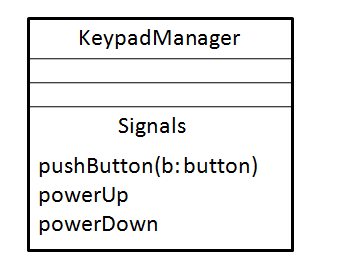 KeypadManager
Signals
pushButton(b: button)
powerUp
powerDown